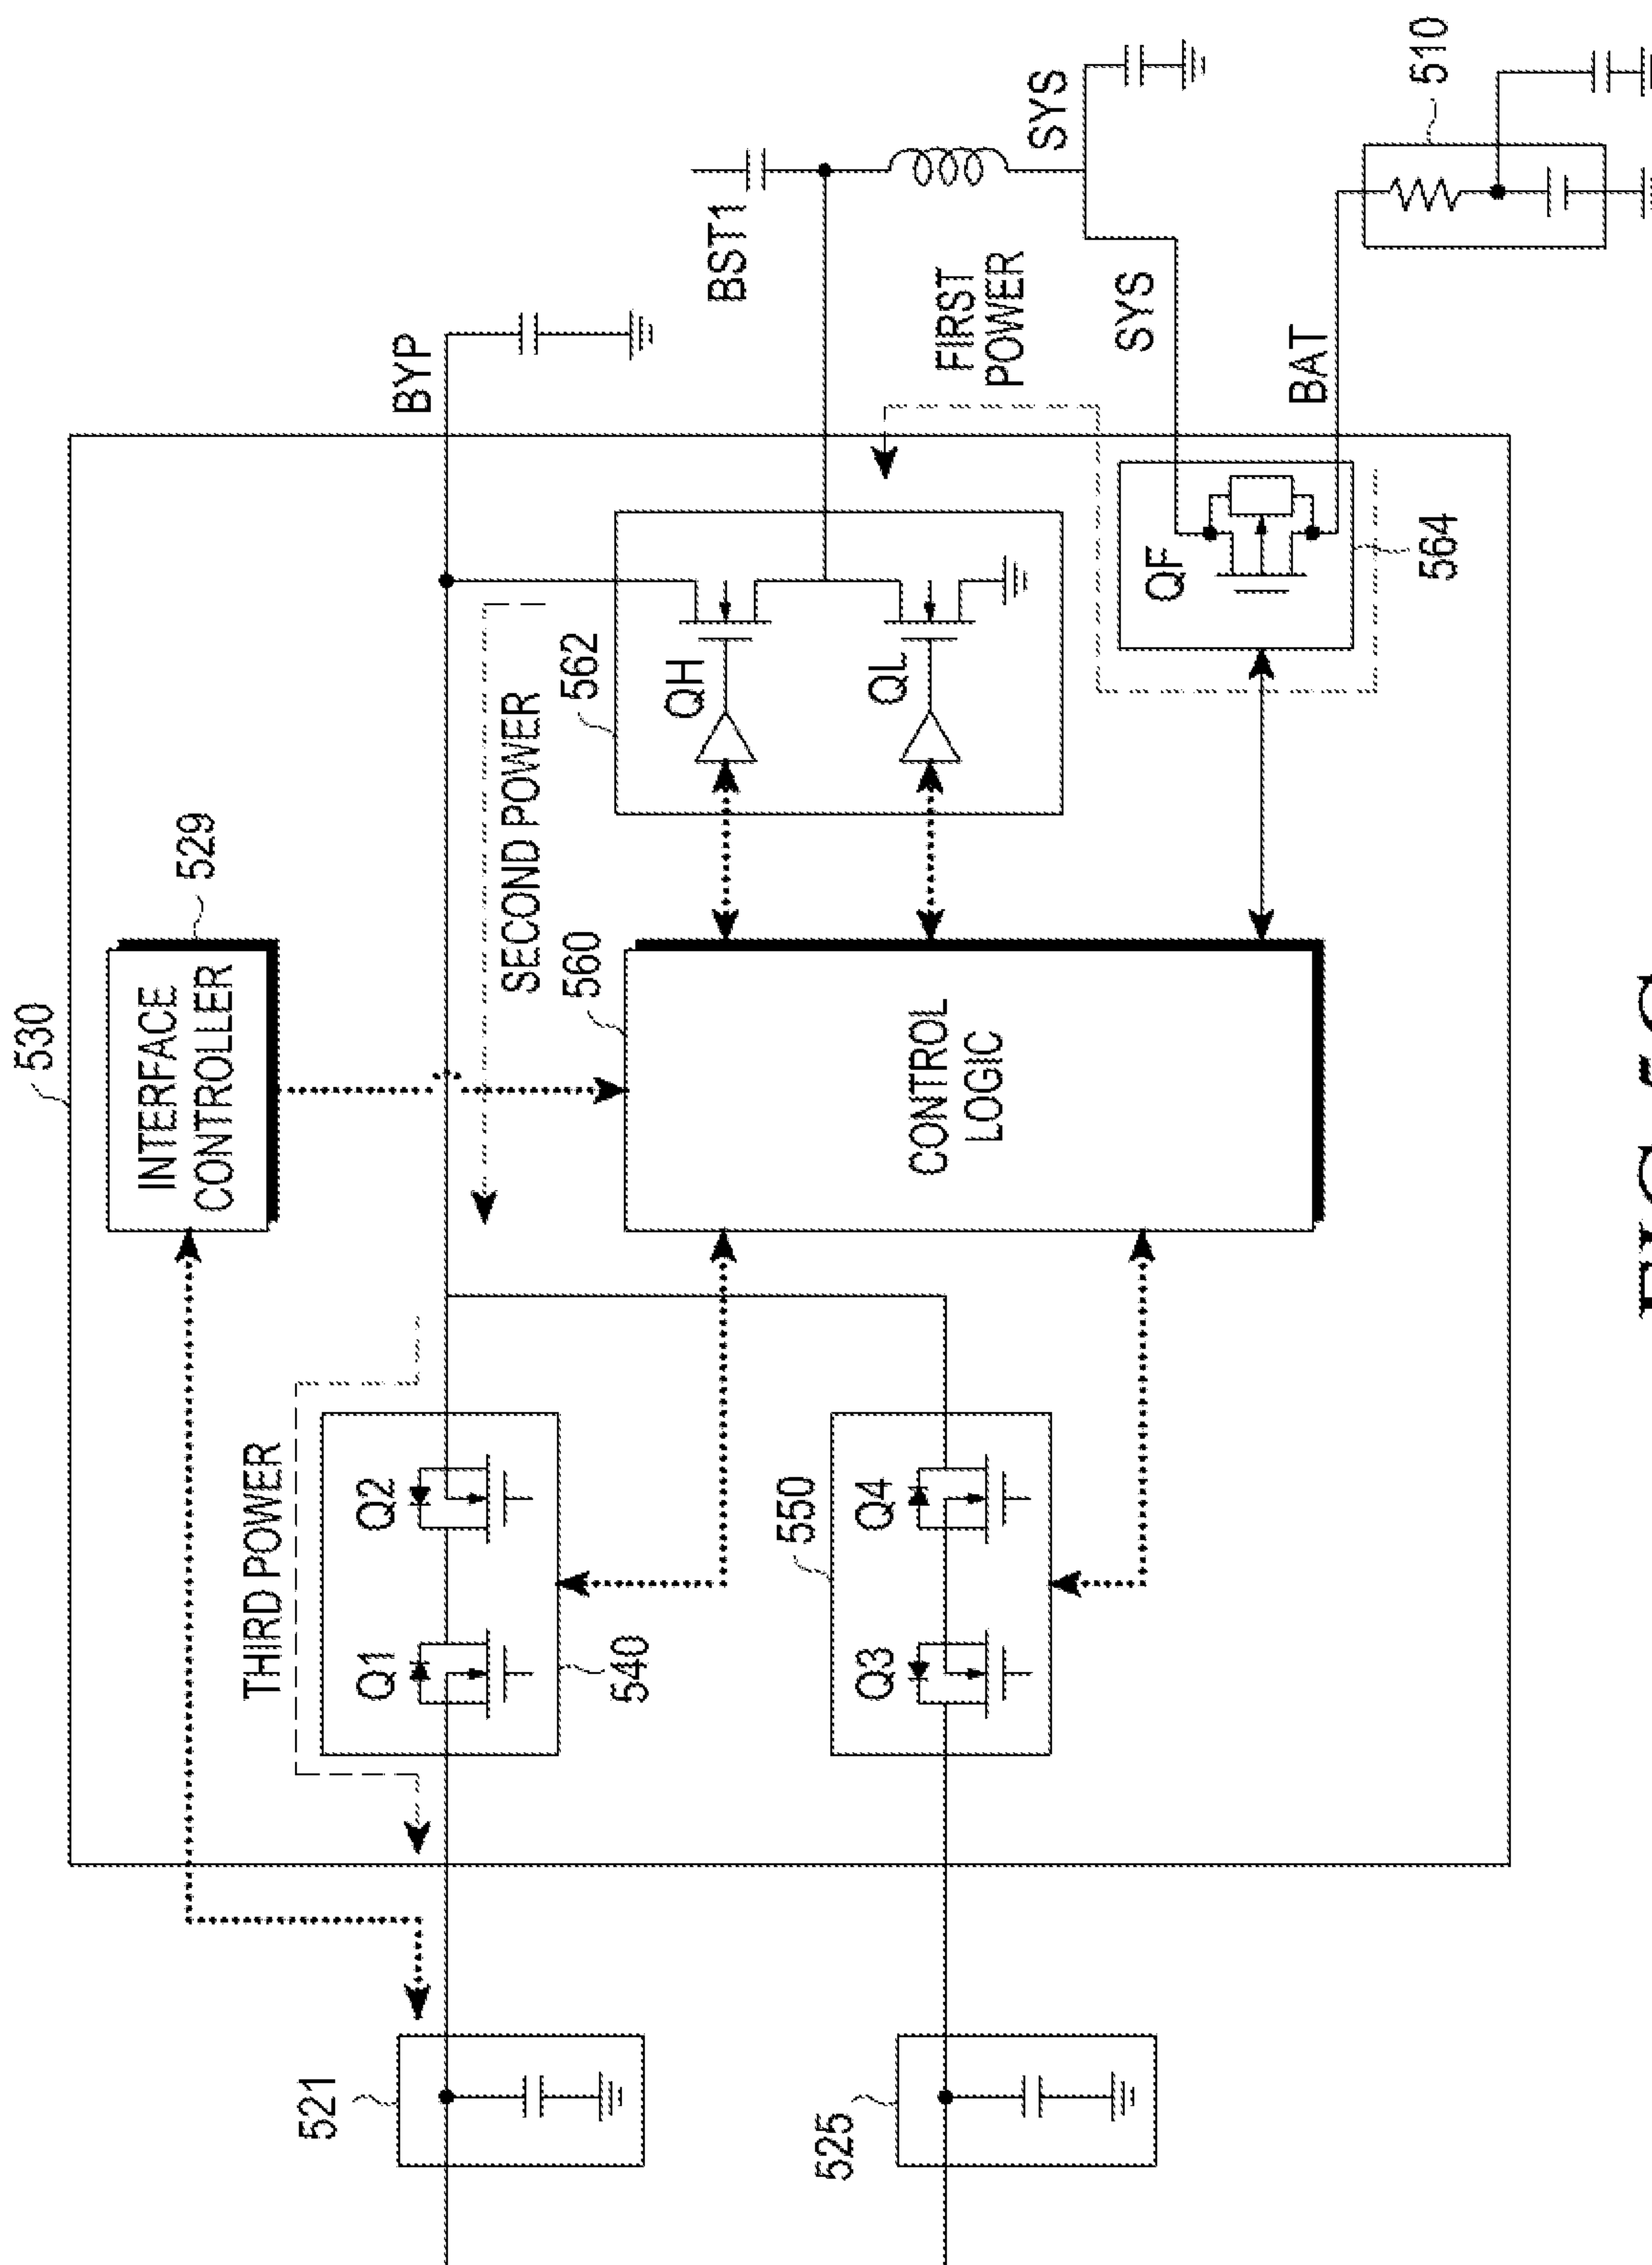 530
INTERFACE
CONTROLLER
529
BYP
THIRD POWER
SECOND POWER
521
Q1
Q2
540
560
562
QH
BST1
CONTROL
LOGIC
QL
FIRST
POWER
SYS
525
550
Q3
Q4
SYS
QF
BAT
564
510